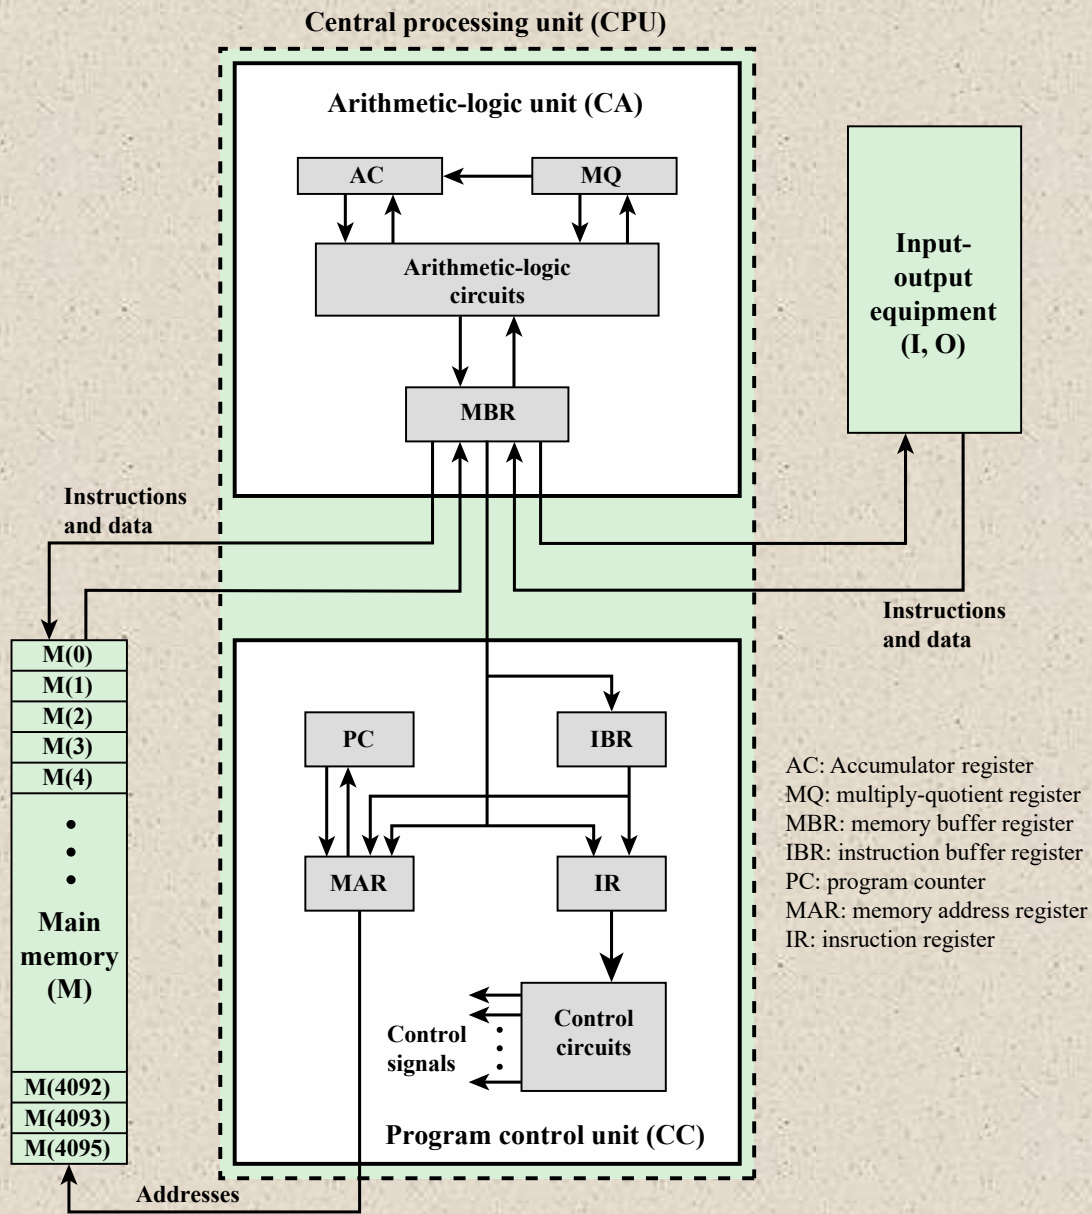 Central processing unit (CPU)
Arithmetic-logic unit (CA)
AC
MQ
Arithmetic-logic
circuits
MBR
Input-
output
equipment
(I, O)
Instructions
and data
Instructions
and data
M(0)
M(1)
M(2)
M(3)
M(4)
Main
memory
(M)
M(4092)
M(4093)
M(4095)
PC
IBR
MAR
IR
Control
signals
Control
circuits
Program control unit (CC)
Addresses
AC: Accumulator register
MQ: multiply-quotient register
MBR: memory buffer register
IBR: instruction buffer register
PC: program counter
MAR: memory address register
IR: insruction register